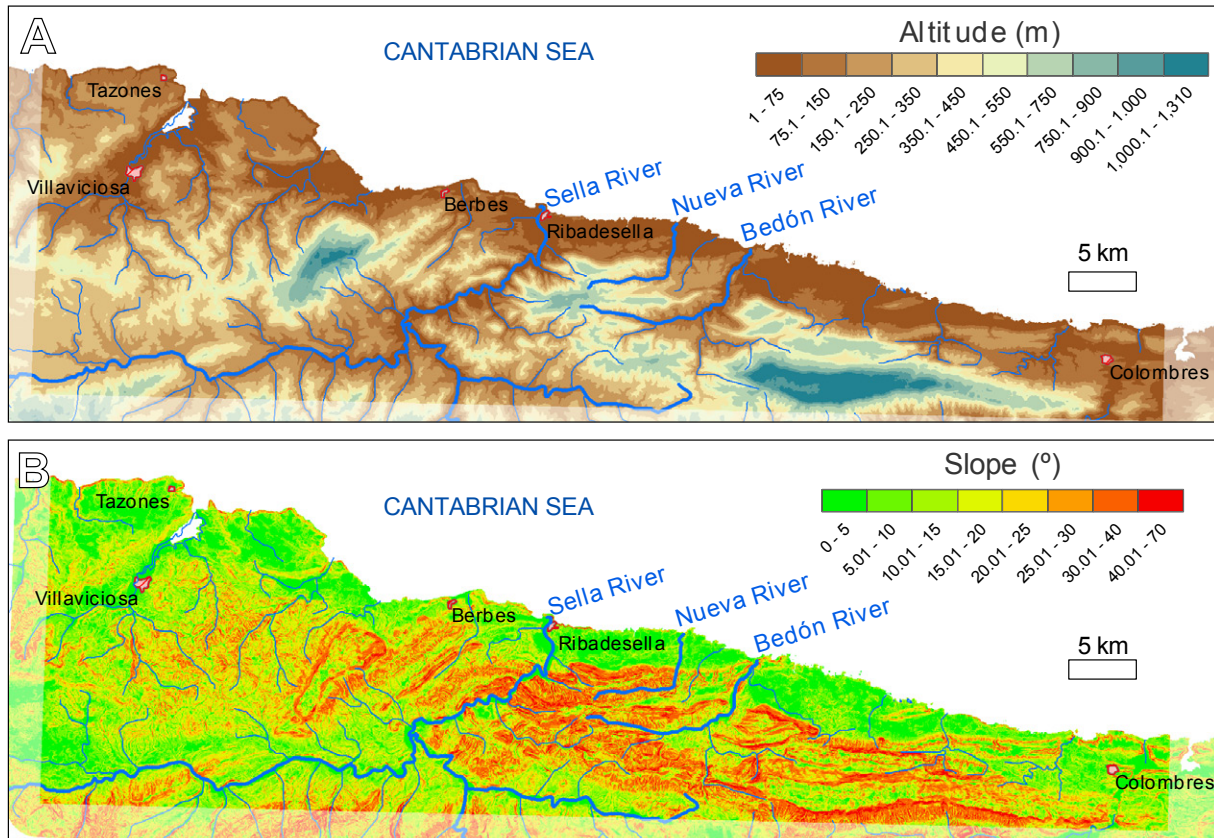 A
CANTABRIAN SEA
Altitude (m)
1 - 75
75.1 - 150
150.1 - 250
250.1 - 350
350.1 - 450
450.1 - 550
550.1 - 750
750.1 - 900
900.1 - 1.000
1,000.1 - 1,310
Tazones
Villaviciosa
Berbes
Sella River
Ribadesella
Nueva River
Bedón River
5 km
Colombres
B
CANTABRIAN SEA
Slope (º)
0 - 5
5.01 - 10
10.01 - 15
15.01 - 20
20.01 - 25
25.01 - 30
30.01 - 40
40.01 - 70
Tazones
Villaviciosa
Berbes
Sella River
Ribadesella
Nueva River
Bedón River
5 km
Colombres